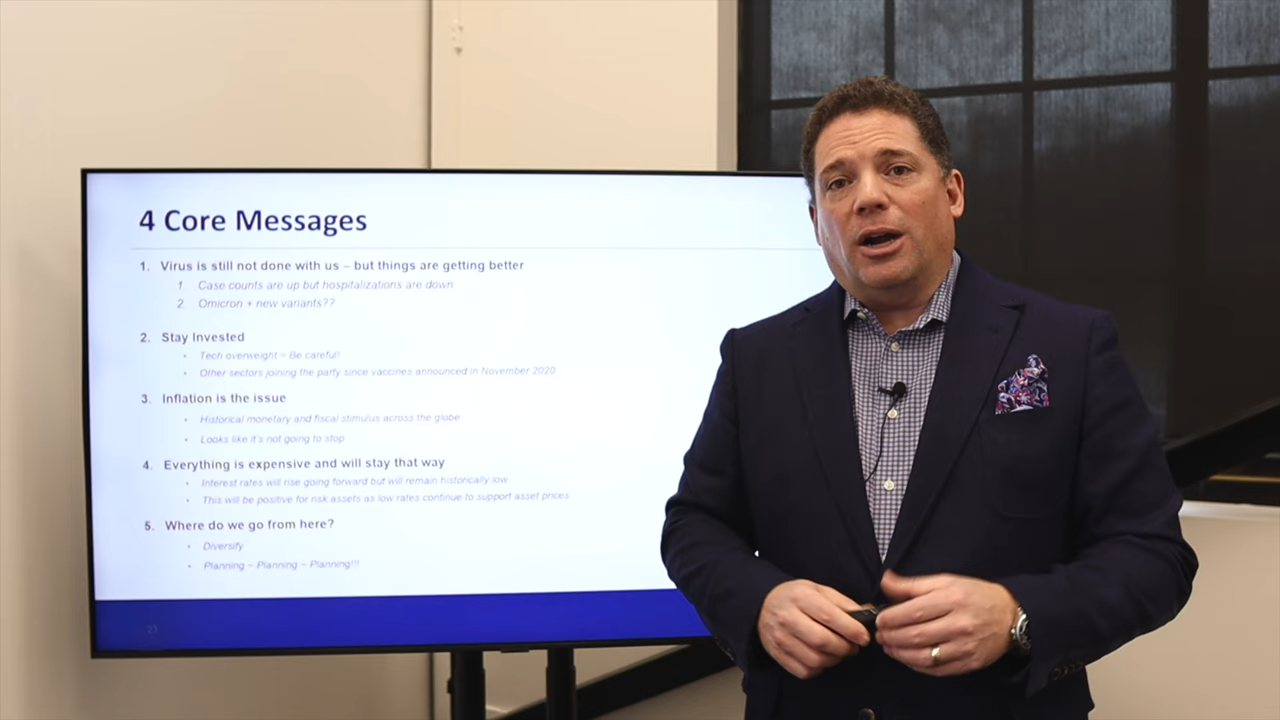 4 Core Messages
1. Virus is still not done with us – but things are getting better
1. Case counts are up but hospitalizations are down
2. Omicron + new variants??
2. Stay Invested
• Tech overweight – Be careful!
• Other sectors joining the party since vaccines announced in November 2020
3. Inflation is the issue
• Historical monetary and fiscal stimulus across the globe
• Looks like it's not going to stop
4. Everything is expensive and will stay that way
• Interest rates will rise going forward but will remain historically low
• This will be positive for risk assets as low rates continue to support asset prices
5. Where do we go from here?
• Diversify
• Planning – Planning – Planning!!!
23